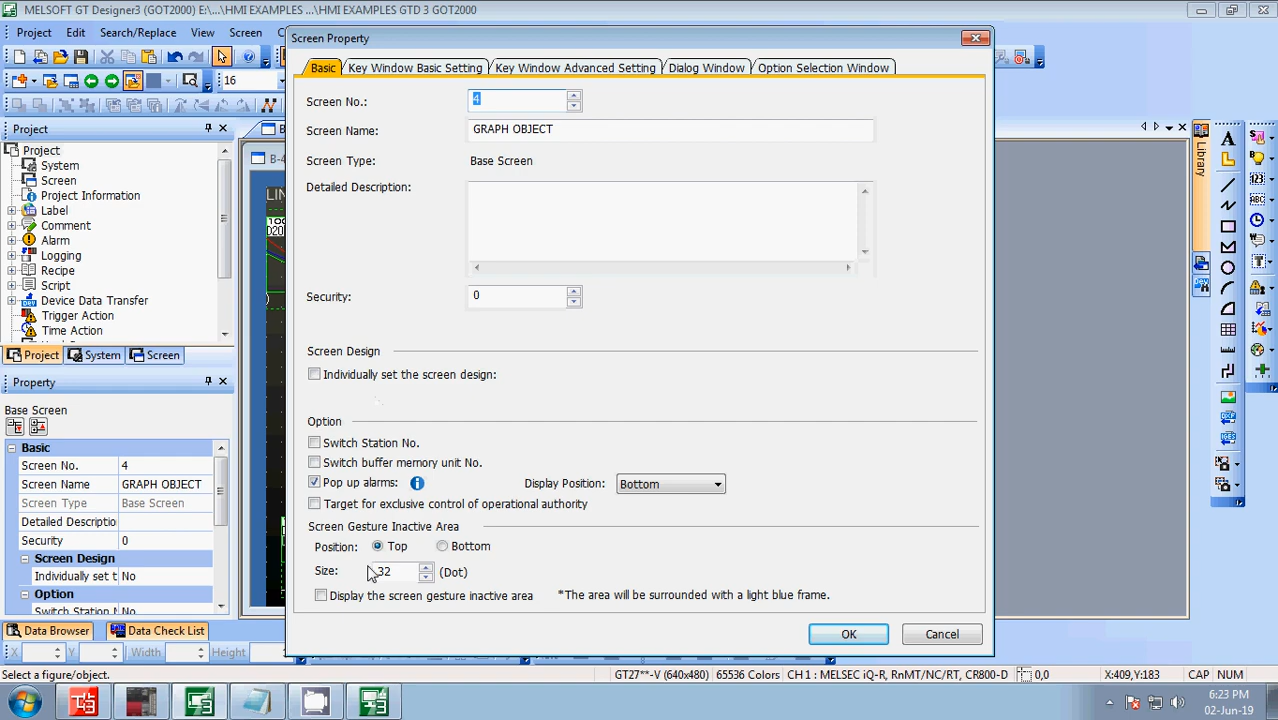 MELSOFT GT Designer3 (GOT2000) E:\...\HMI EXAMPLES ...\HMI EXAMPLES GTD 3 GOT2000
Project Edit Search/Replace View Screen
Screen Property
Basic Key Window Basic Setting Key Window Advanced Setting Dialog Window Option Selection Window
16
Screen No.: 4
Screen Name: GRAPH OBJECT
Screen Type: Base Screen
Detailed Description:
Security: 0
Screen Design
Individually set the screen design:
Option
Switch Station No.
Switch buffer memory unit No.
Pop up alarms: Display Position: Bottom
Target for exclusive control of operational authority
Screen Gesture Inactive Area
Position: Top Bottom
Size: 32 (Dot)
Display the screen gesture inactive area *The area will be surrounded with a light blue frame.
OK Cancel
Project
Project
System
Screen
Project Information
Label
Comment
Alarm
Logging
Recipe
Script
Device Data Transfer
Trigger Action
Time Action
Project System Screen
Property
Base Screen
Basic
Screen No. 4
Screen Name GRAPH OBJECT
Screen Type Base Screen
Detailed Descriptio
Security 0
Screen Design
Individually set t No
Option
Switch Station N No
Data Browser Data Check List
X Y Width Height
B-4
LIN
D20
Library
Select a figure/object. GT27**-V (640x480) 65536 Colors CH 1 : MELSEC iQ-R, RnMT/NC/RT, CR800-D 0,0 X:409,Y:183 CAP NUM
6:23 PM
02-Jun-19